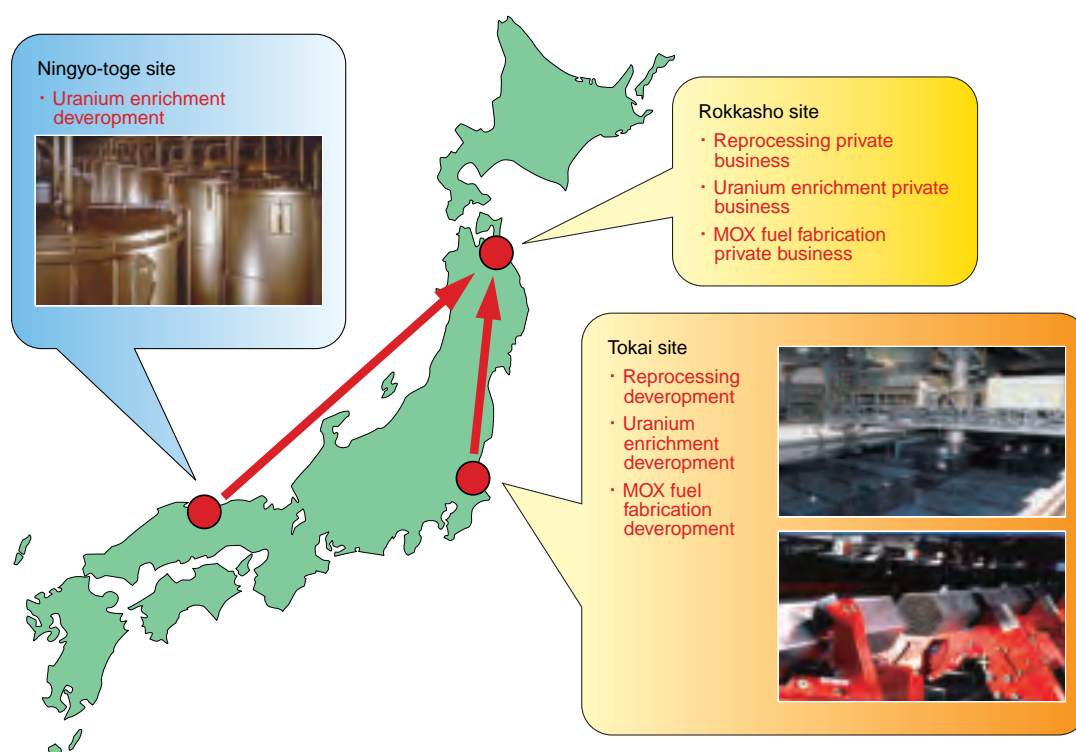 Ningyo-toge site
· Uranium enrichment
deveropment
Rokkasho site
· Reprocessing private
business
· Uranium enrichment private
business
· MOX fuel fabrication
private business
Tokai site
· Reprocessing
deveropment
· Uranium
enrichment
deveropment
· MOX fuel
fabrication
deveropment